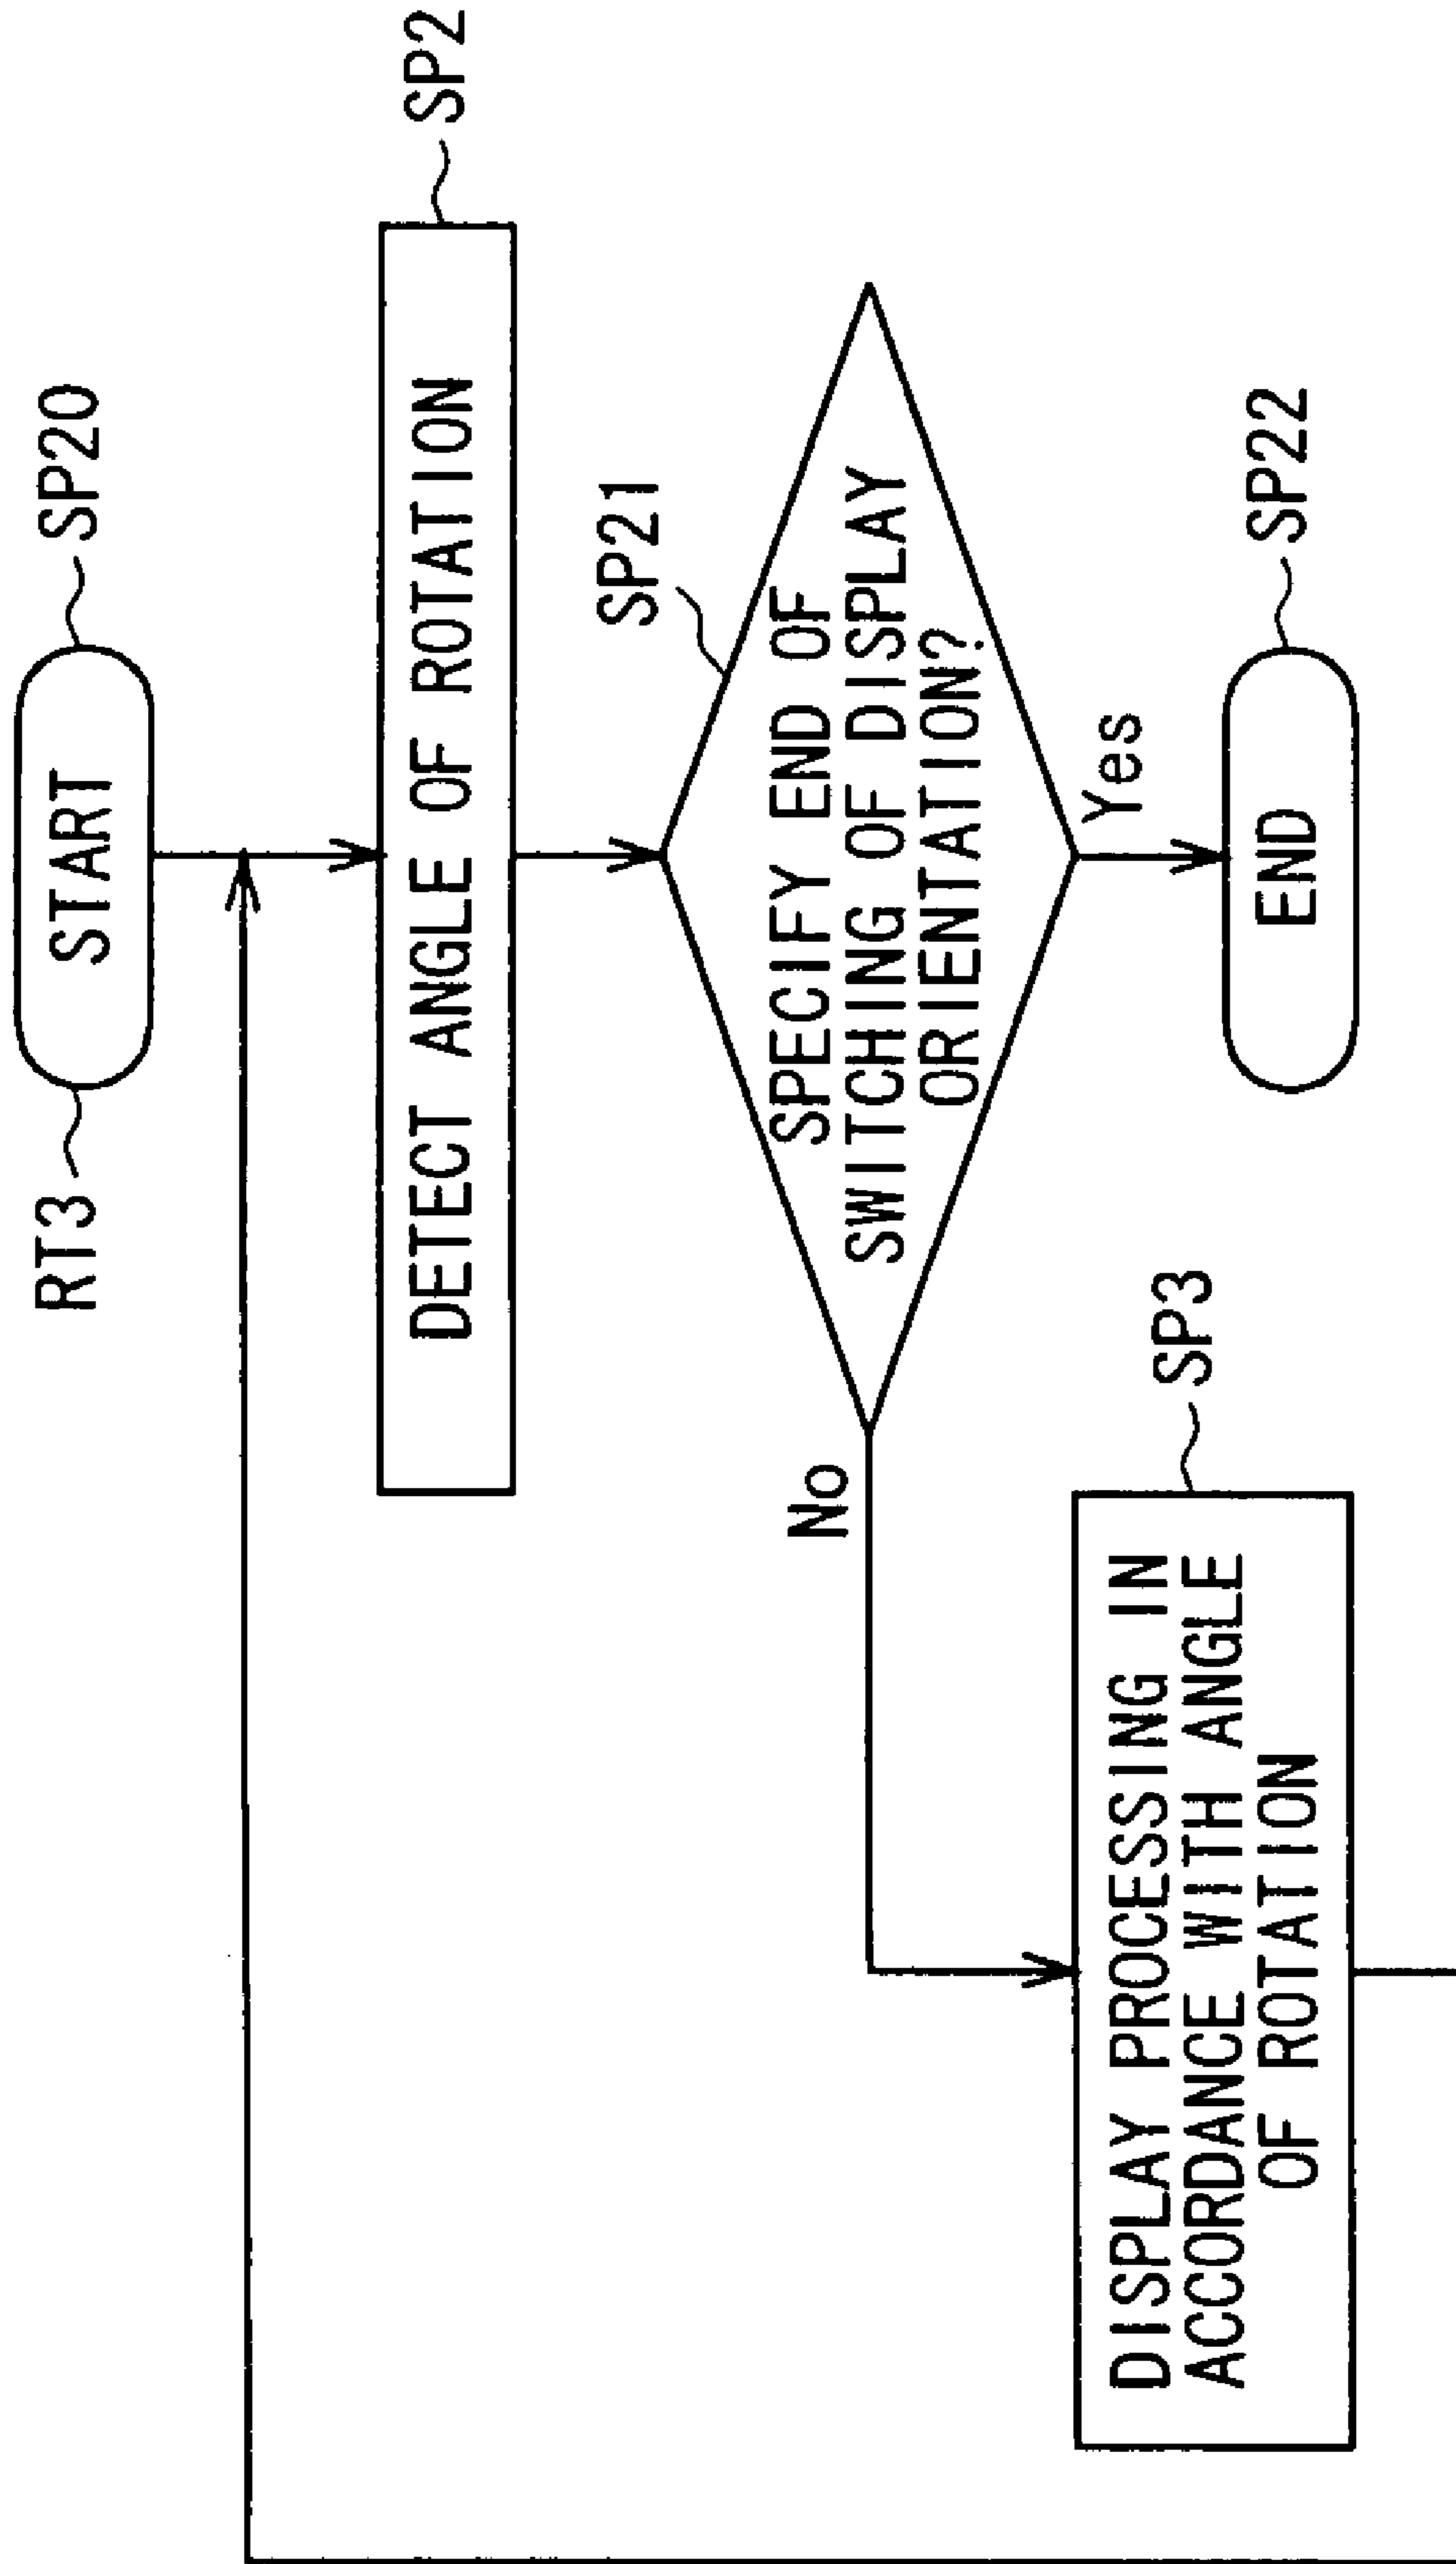 RT3
START
SP20
DETECT ANGLE OF ROTATION
SP2
SP21
SPECIFY END OF
SWITCHING OF DISPLAY
ORIENTATION?
No
Yes
DISPLAY PROCESSING IN
ACCORDANCE WITH ANGLE
OF ROTATION
SP3
END
SP22